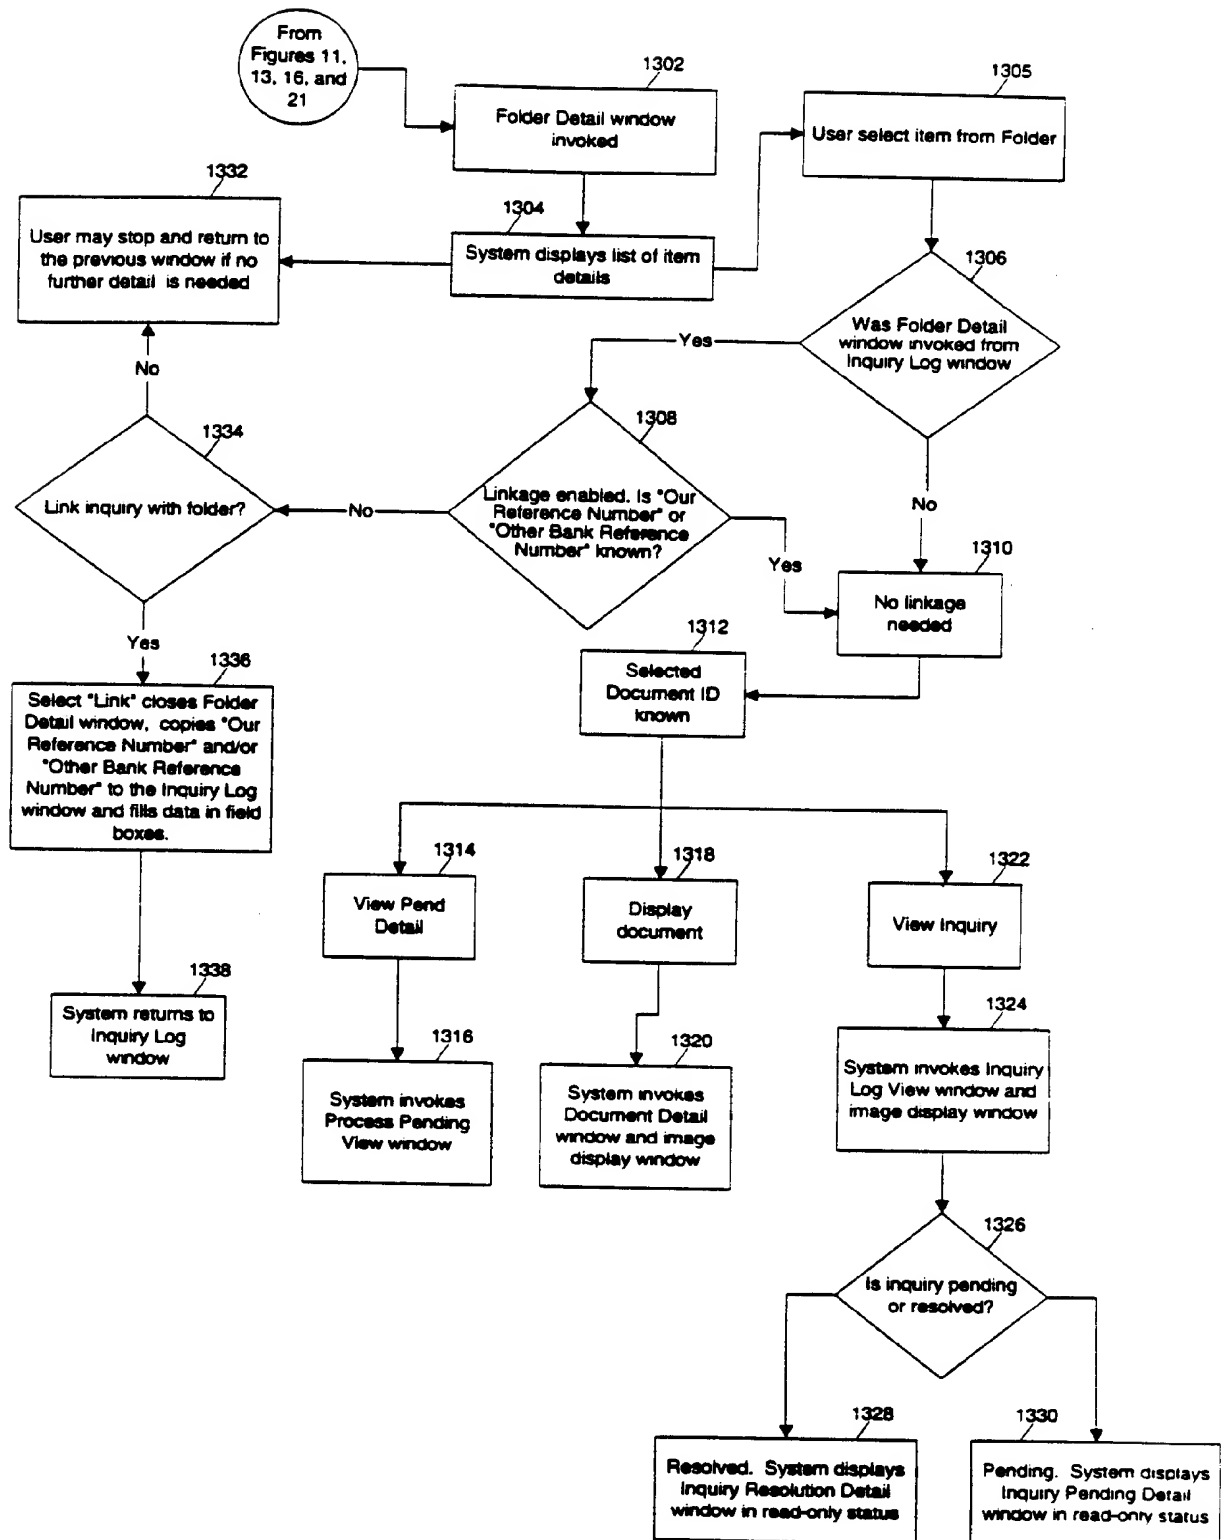 From
Figures 11,
13, 16, and
21
1302
Folder Detail window
invoked
1305
User select item from Folder
1332
User may stop and return to
the previous window if no
further detail is needed
1304
System displays list of item
details
1306
Was Folder Detail
window invoked from
Inquiry Log window
Yes
No
1308
Linkage enabled. Is "Our
Reference Number" or
"Other Bank Reference
Number" known?
1334
Link inquiry with folder?
No
No
Yes
1310
No linkage
needed
Yes
1312
Selected
Document ID
known
1336
Select "Link" closes Folder
Detail window, copies "Our
Reference Number" and/or
"Other Bank Reference
Number" to the Inquiry Log
window and fills data in field
boxes.
1314
View Pend
Detail
1318
Display
document
1322
View Inquiry
1338
System returns to
Inquiry Log
window
1316
System invokes
Process Pending
View window
1320
System invokes
Document Detail
window and image
display window
1324
System invokes Inquiry
Log View window and
image display window
1326
Is inquiry pending
or resolved?
1328
Resolved. System displays
Inquiry Resolution Detail
window in read-only status
1330
Pending. System displays
Inquiry Pending Detail
window in read-only status